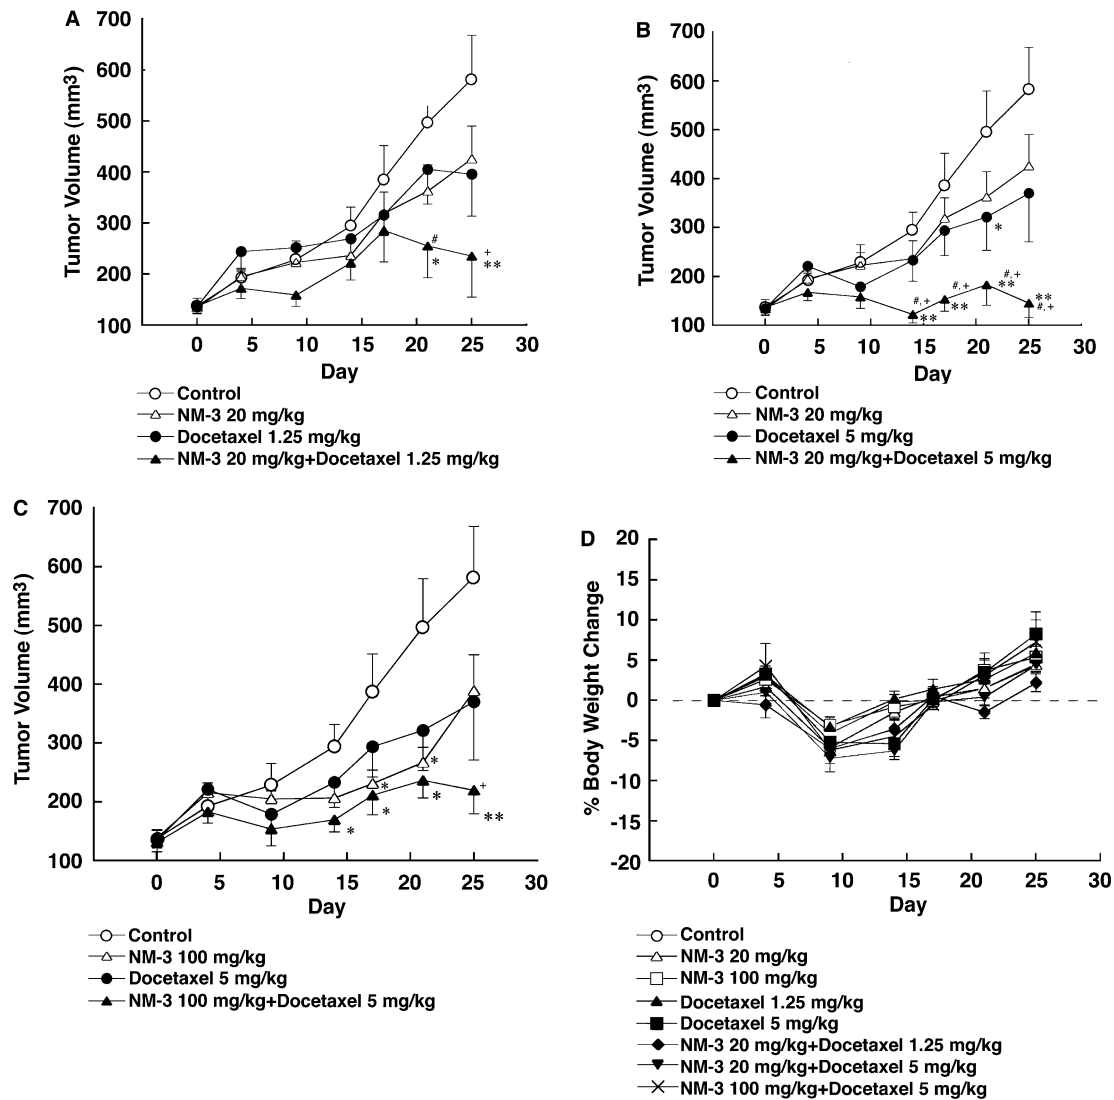 A
700
600
500
400
300
200
100
Tumor Volume (mm3)
#
*
+
**
0 5 10 15 20 25 30
Day
Control
NM-3 20 mg/kg
Docetaxel 1.25 mg/kg
NM-3 20 mg/kg+Docetaxel 1.25 mg/kg
B
700
600
500
400
300
200
100
Tumor Volume (mm3)
*
#,+
**
#,+
**
#,+
**
**
#,+
0 5 10 15 20 25 30
Day
Control
NM-3 20 mg/kg
Docetaxel 5 mg/kg
NM-3 20 mg/kg+Docetaxel 5 mg/kg
C
700
600
500
400
300
200
100
Tumor Volume (mm3)
*
*
*
*
*
+
**
0 5 10 15 20 25 30
Day
Control
NM-3 100 mg/kg
Docetaxel 5 mg/kg
NM-3 100 mg/kg+Docetaxel 5 mg/kg
D
20
15
10
5
0
-5
-10
-15
-20
% Body Weight Change
0 5 10 15 20 25 30
Day
Control
NM-3 20 mg/kg
NM-3 100 mg/kg
Docetaxel 1.25 mg/kg
Docetaxel 5 mg/kg
NM-3 20 mg/kg+Docetaxel 1.25 mg/kg
NM-3 20 mg/kg+Docetaxel 5 mg/kg
NM-3 100 mg/kg+Docetaxel 5 mg/kg